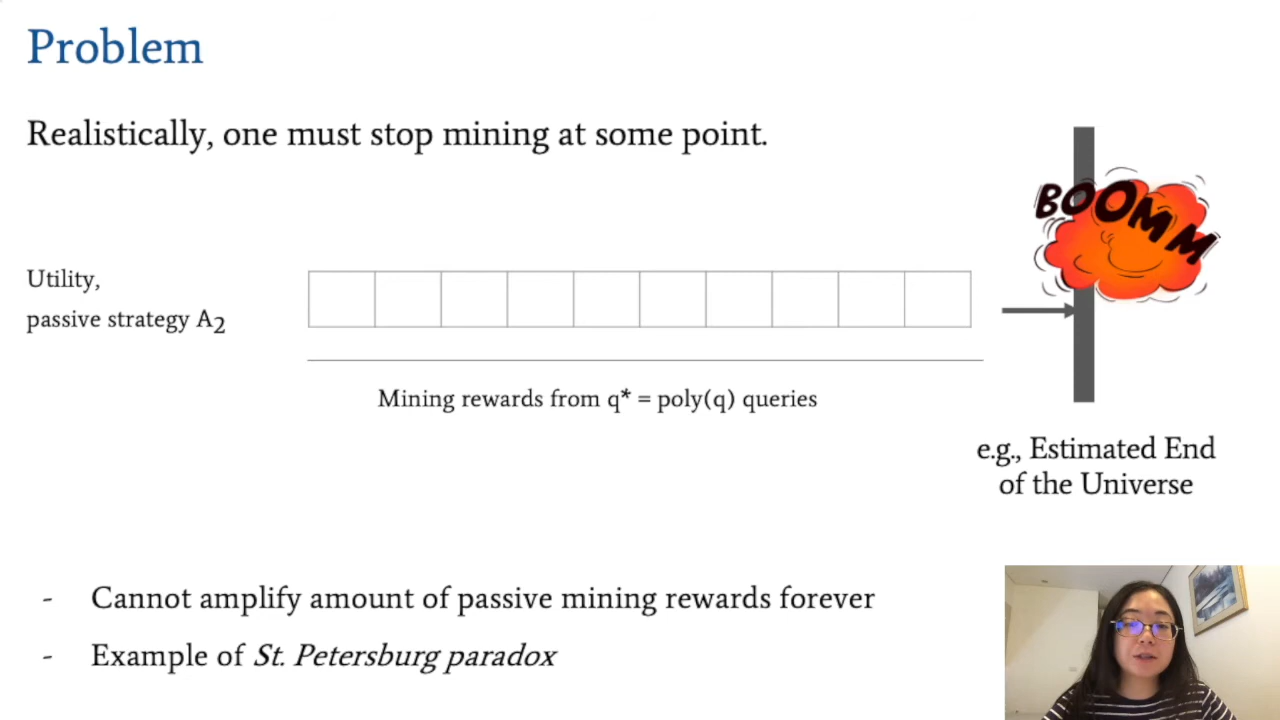 Problem
Realistically, one must stop mining at some point.
BOOMM
Utility,
passive strategy A2
Mining rewards from q* = poly(q) queries
e.g., Estimated End
of the Universe
- Cannot amplify amount of passive mining rewards forever
- Example of St. Petersburg paradox